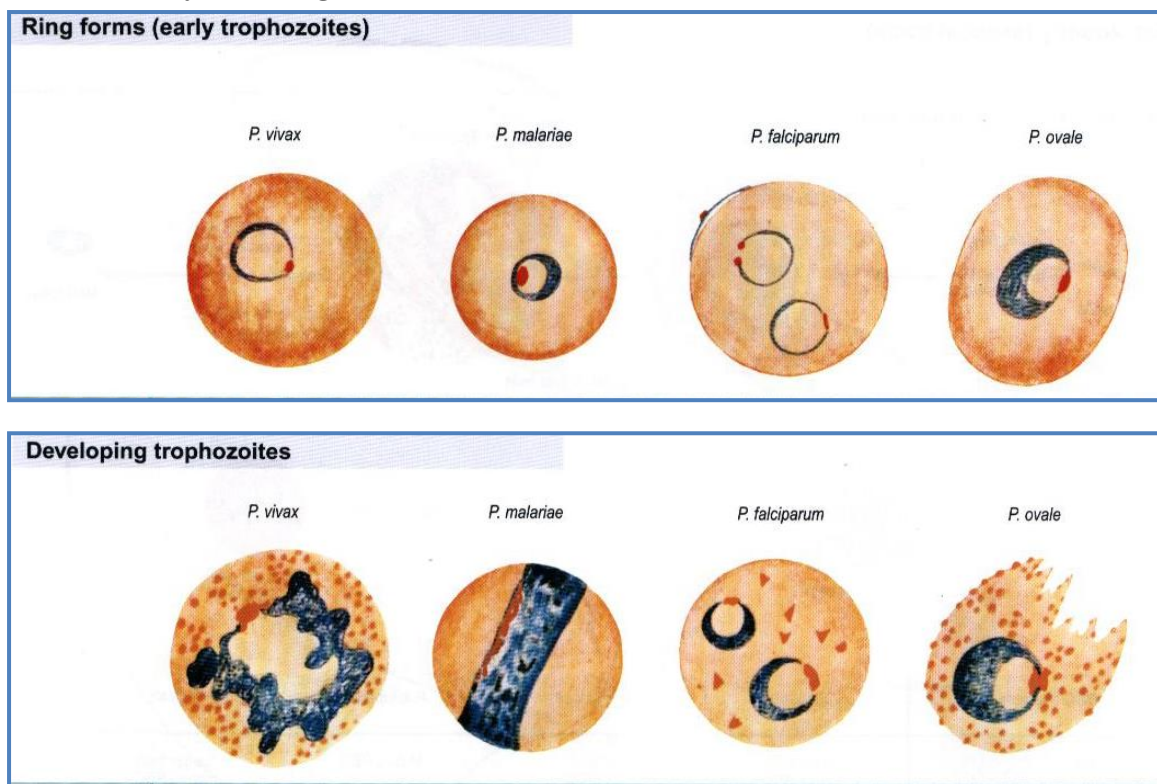 Ring forms (early trophozoites)
P. vivax P. malariae P. falciparum P. ovale
Developing trophozoites
P. vivax P. malariae P. falciparum P. ovale